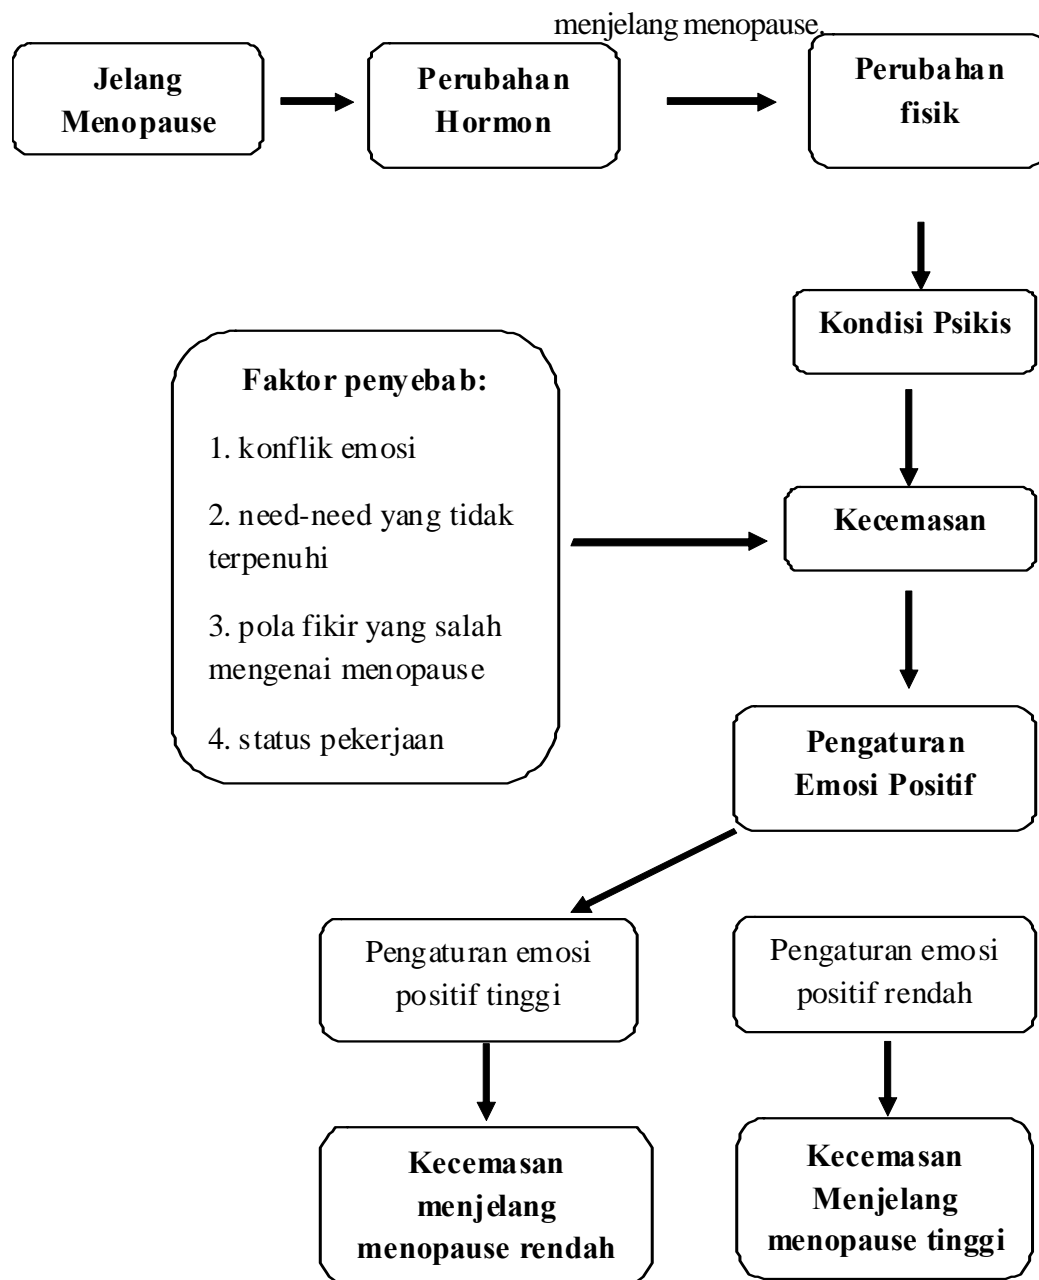 menjelang menopause.
Jelang
Menopause
Perubahan
Hormon
Perubahan
fisik
Kondisi Psikis
Faktor penyebab:
1. konflik emosi
2. need-need yang tidak
terpenuhi
3. pola fikir yang salah
mengenai menopause
4. status pekerjaan
Kecemasan
Pengaturan
Emosi Positif
Pengaturan emosi
positif tinggi
Pengaturan emosi
positif rendah
Kecemasan
menjelang
menopause rendah
Kecemasan
Menjelang
menopause tinggi